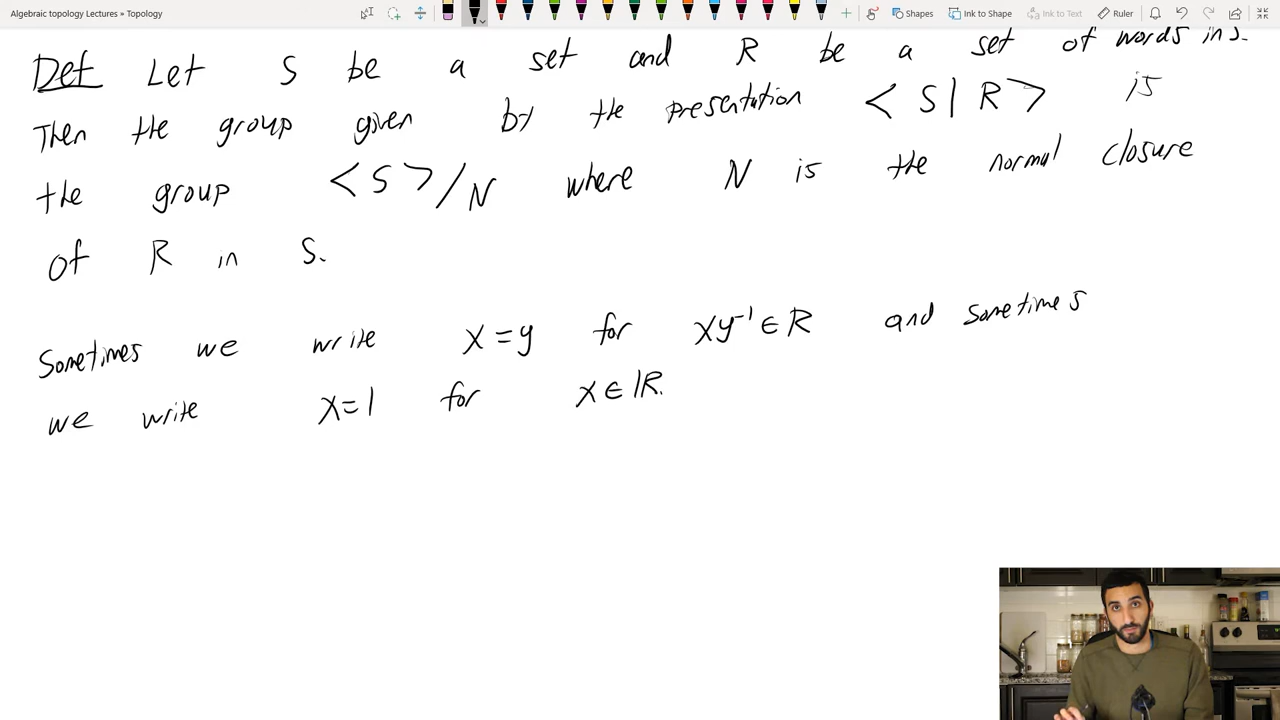 Algebraic topology Lectures » Topology
Shapes Ink to Shape Ink to Text Ruler
Def Let S be a set and R be a set of words in S.
Then the group given by the presentation < S | R > is
the group < S > / N where N is the normal closure
of R in S.
Sometimes we write x = y for xy⁻¹ ∈ R and sometimes
we write x = 1 for x ∈ R.